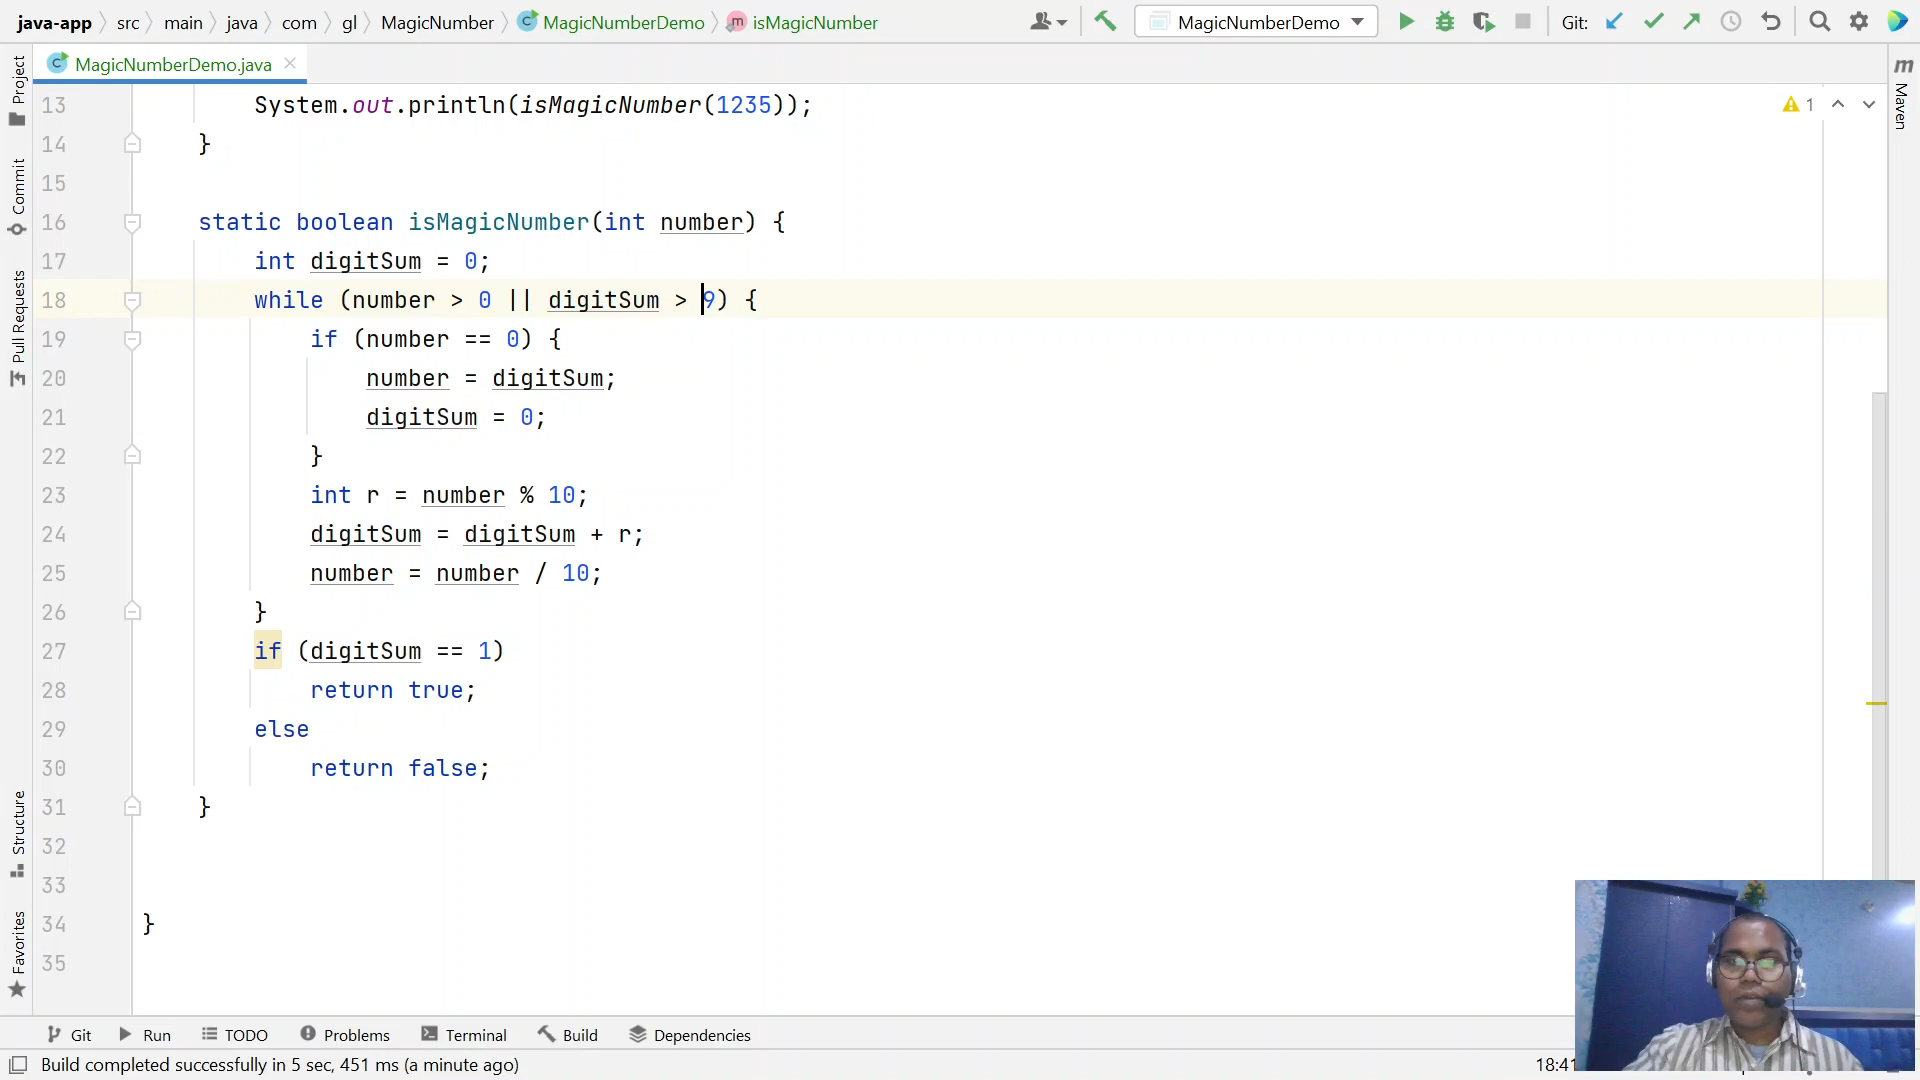 java-app src main java com gl MagicNumber MagicNumberDemo isMagicNumber MagicNumberDemo Git:
MagicNumberDemo.java
Project
Commit
Pull Requests
Structure
Favorites
m
Maven
1
13 System.out.println(isMagicNumber(1235));
14 }
15
16 static boolean isMagicNumber(int number) {
17 int digitSum = 0;
18 while (number > 0 || digitSum > 9) {
19 if (number == 0) {
20 number = digitSum;
21 digitSum = 0;
22 }
23 int r = number % 10;
24 digitSum = digitSum + r;
25 number = number / 10;
26 }
27 if (digitSum == 1)
28 return true;
29 else
30 return false;
31 }
32
33
34 }
35
Git Run TODO Problems Terminal Build Dependencies
Build completed successfully in 5 sec, 451 ms (a minute ago) 18:41